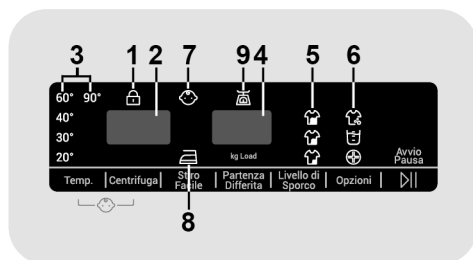 3 1 2 7 9 4 5 6
60° 90°
40°
30°
20°
kg Load
Avvio
Pausa
Temp.
Centrifuga
Stiro
Facile
Partenza
Differita
Livello di
Sporco
Opzioni
8